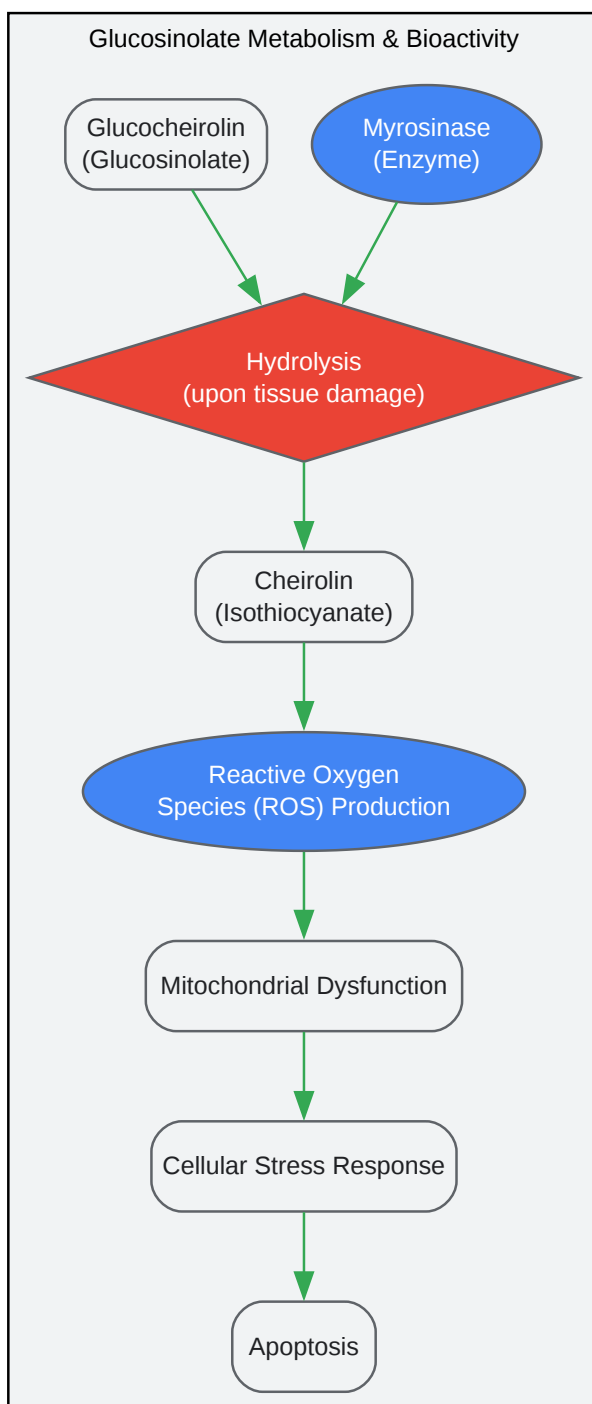 Glucosinolate Metabolism & Bioactivity
Glucocheirolin
(Glucosinolate)
Myrosinase
(Enzyme)
Hydrolysis
(upon tissue damage)
Cheirolin
(Isothiocyanate)
Reactive Oxygen
Species (ROS) Production
Mitochondrial Dysfunction
Cellular Stress Response
Apoptosis